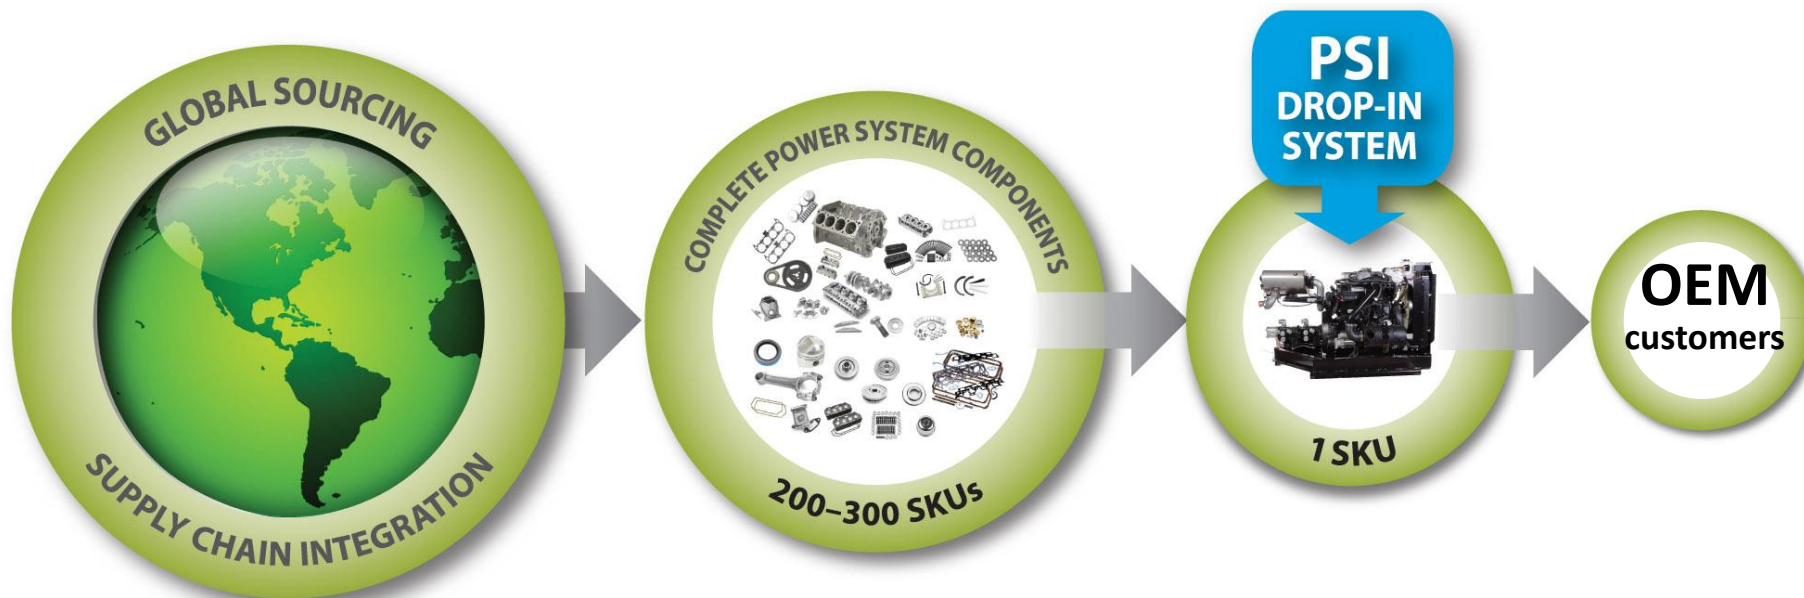 GLOBAL SOURCING
SUPPLY CHAIN INTEGRATION
COMPLETE POWER SYSTEM COMPONENTS
200–300 SKUs
PSI
DROP-IN
SYSTEM
1 SKU
OEM
customers